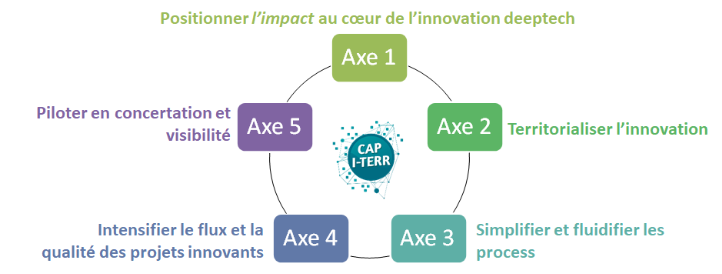 Positionner l'impact au cœur de l'innovation deeptech
Axe 1
Piloter en concertation et
visibilité
Axe 5
Axe 2
Territorialiser l'innovation
CAP
I-TERR
Intensifier le flux et la
qualité des projets innovants
Axe 4
Axe 3
Simplifier et fluidifier les
process